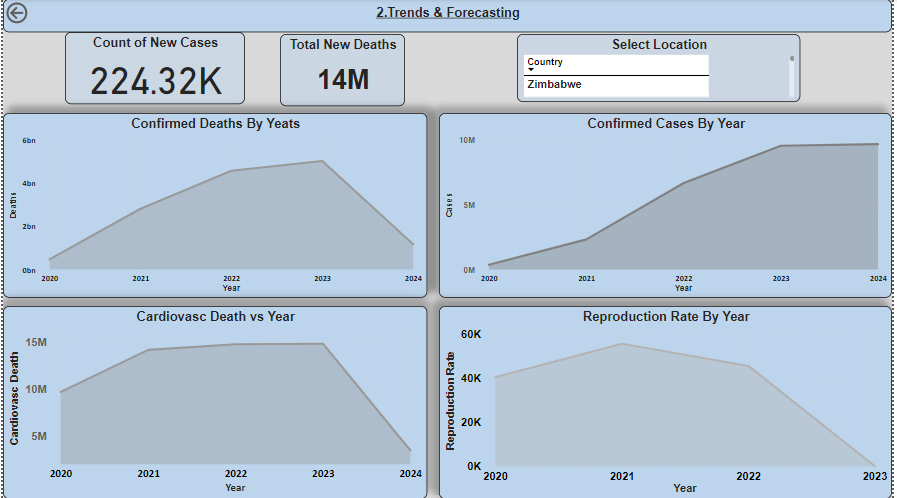 2.Trends & Forecasting
Count of New Cases
224.32K
Total New Deaths
14M
Select Location
Country
Zimbabwe
Confirmed Deaths By Yeats
6bn
4bn
2bn
0bn
Deaths
2020 2021 2022 2023 2024
Year
Confirmed Cases By Year
10M
5M
0M
Cases
2020 2021 2022 2023 2024
Year
Cardiovasc Death vs Year
15M
10M
5M
Cardiovasc Death
2020 2021 2022 2023 2024
Year
Reproduction Rate By Year
60K
40K
20K
0K
Reproduction Rate
2020 2021 2022 2023
Year